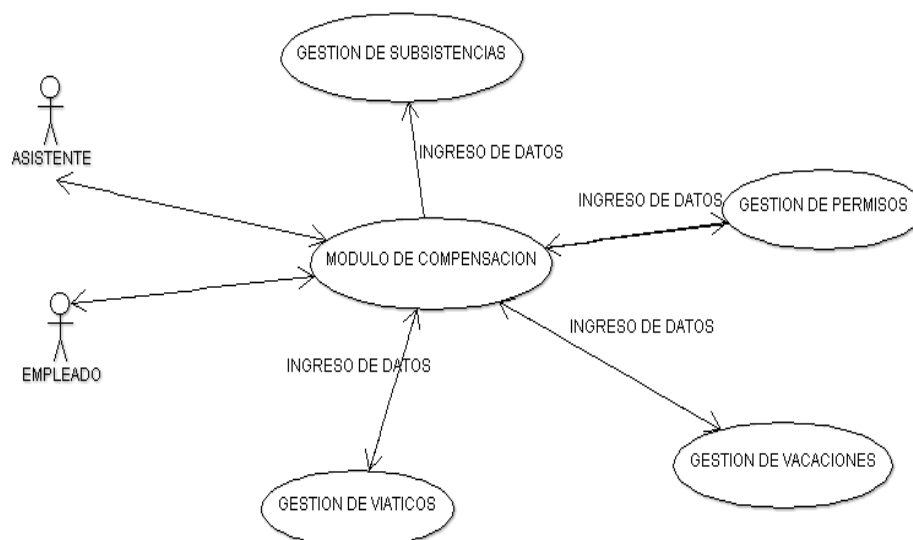 GESTION DE SUBSISTENCIAS
ASISTENTE
INGRESO DE DATOS
INGRESO DE DATOS
GESTION DE PERMISOS
MODULO DE COMPENSACION
INGRESO DE DATOS
INGRESO DE DATOS
EMPLEADO
GESTION DE VACACIONES
GESTION DE VIATICOS